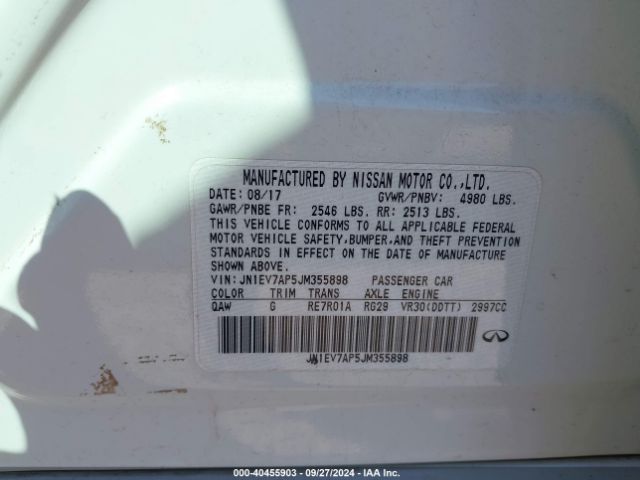 MANUFACTURED BY NISSAN MOTOR CO.,LTD.
DATE: 08/17 GVWR/PNBV: 4980 LBS.
GAWR/PNBE FR: 2546 LBS. RR: 2513 LBS.
THIS VEHICLE CONFORMS TO ALL APPLICABLE FEDERAL
MOTOR VEHICLE SAFETY,BUMPER,AND THEFT PREVENTION
STANDARDS IN EFFECT ON THE DATE OF MANUFACTURE
SHOWN ABOVE.
VIN: JN1EV7AP5JM355898 PASSENGER CAR
COLOR TRIM TRANS AXLE ENGINE
QAW G RE7R01A RG29 VR30(DDTT) 2997CC
JN1EV7AP5JM355898
000-40455903 - 09/27/2024 - IAA Inc.